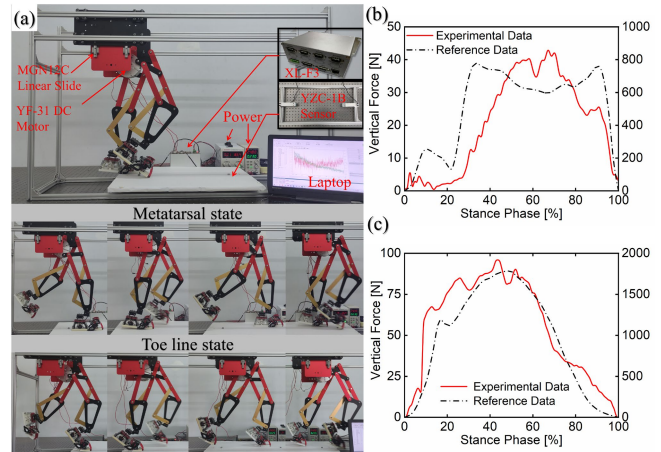 (a)
MGN12C
Linear Slide
YF-31 DC
Motor
XL-F3
YZC-1B
Sensor
Power
Laptop
Metatarsal state
Toe line state
(b)
Experimental Data
Reference Data
Vertical Force [N]
50
40
30
20
10
0
1000
800
600
400
200
0
0 20 40 60 80 100
Stance Phase [%]
(c)
Experimental Data
Reference Data
Vertical Force [N]
100
75
50
25
0
2000
1500
1000
500
0
0 20 40 60 80 100
Stance Phase [%]